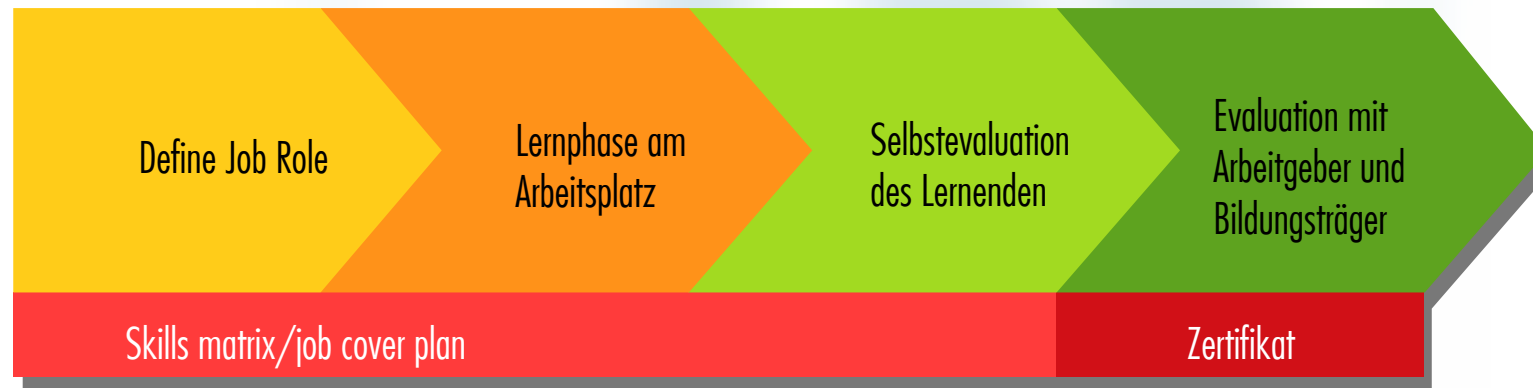 Define Job Role
Lernphase am
Arbeitsplatz
Selbstevaluation
des Lernenden
Evaluation mit
Arbeitgeber und
Bildungsträger
Skills matrix/job cover plan
Zertifikat